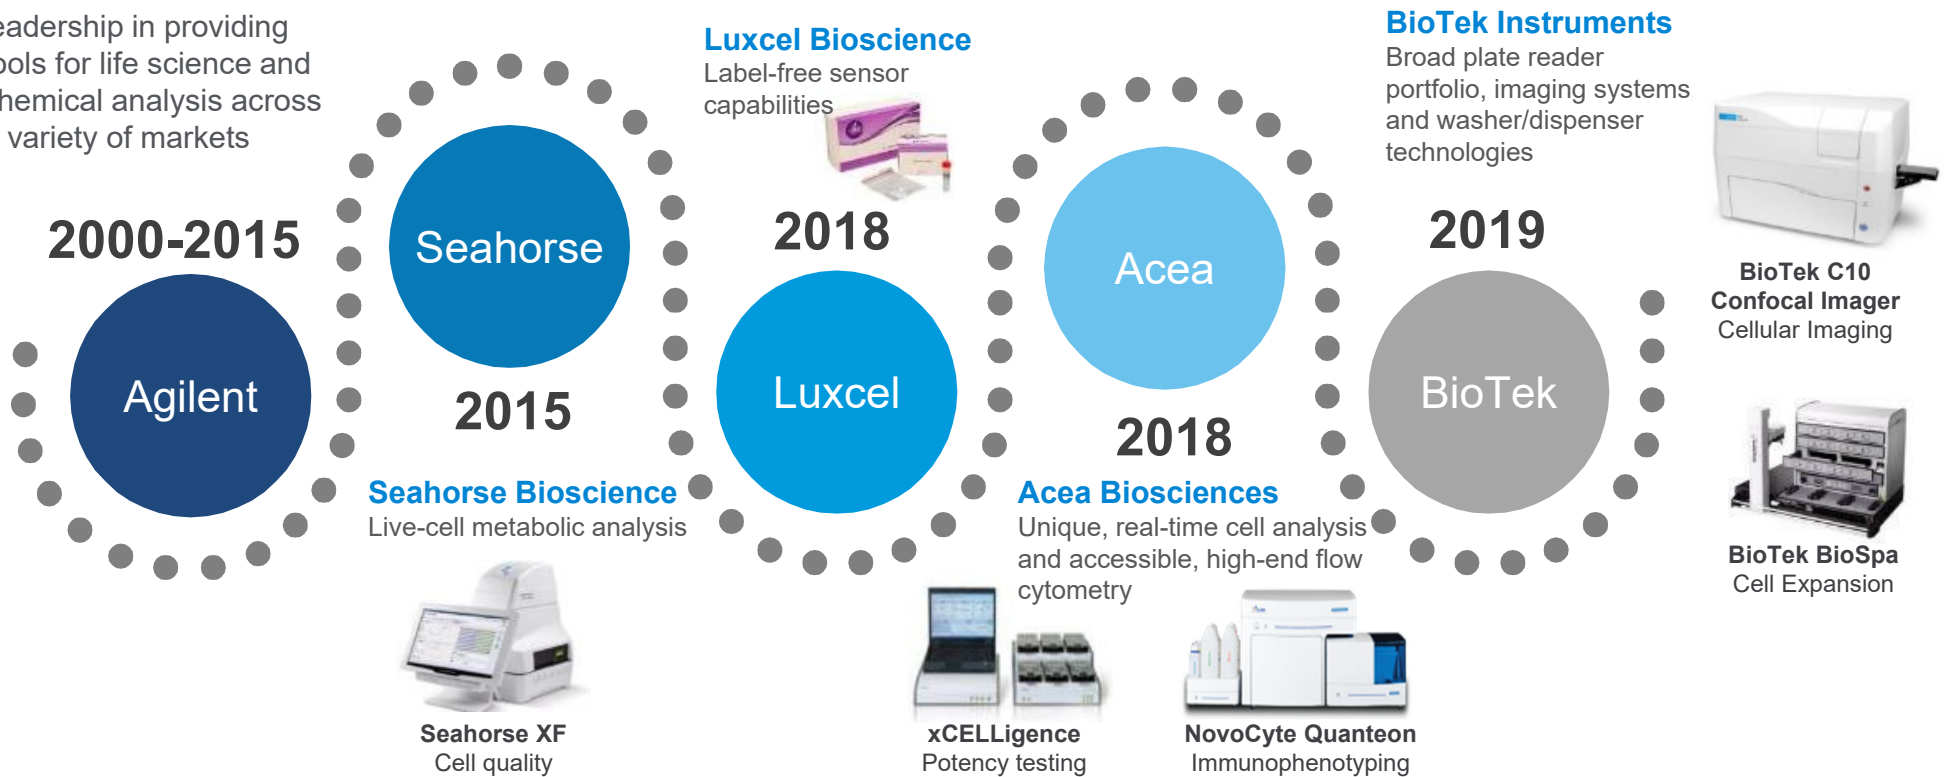 eadership in providing
ools for life science and
hemical analysis across
variety of markets
2000-2015
Agilent
Seahorse
2015
Seahorse Bioscience
Live-cell metabolic analysis
Seahorse XF
Cell quality
Luxcel Bioscience
Label-free sensor
capabilities
2018
Luxcel
Acea
2018
Acea Biosciences
Unique, real-time cell analysis
and accessible, high-end flow
cytometry
xCELLigence
Potency testing
NovoCyte Quanteon
Immunophenotyping
BioTek Instruments
Broad plate reader
portfolio, imaging systems
and washer/dispenser
technologies
2019
BioTek
BioTek C10
Confocal Imager
Cellular Imaging
BioTek BioSpa
Cell Expansion